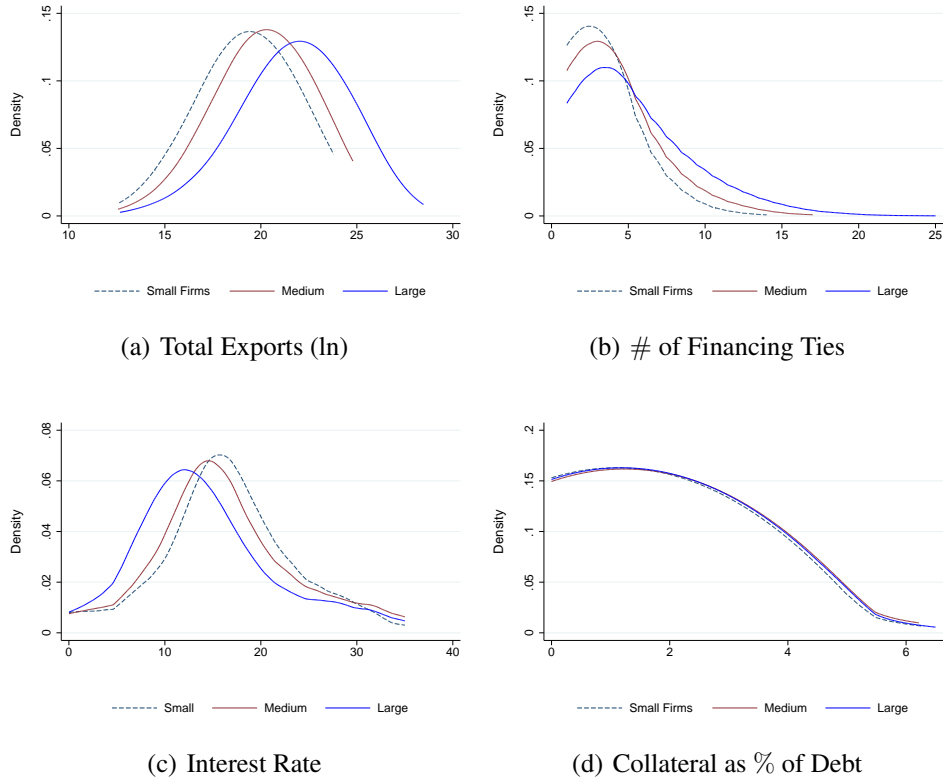 Density
.15
.1
.05
0
10 15 20 25 30
Small Firms Medium Large
(a) Total Exports (ln)
Density
.15
.1
.05
0
0 5 10 15 20 25
Small Firms Medium Large
(b) # of Financing Ties
Density
.08
.06
.04
.02
0
0 10 20 30 40
Small Medium Large
(c) Interest Rate
Density
.2
.15
.1
.05
0
0 2 4 6
Small Firms Medium Large
(d) Collateral as % of Debt